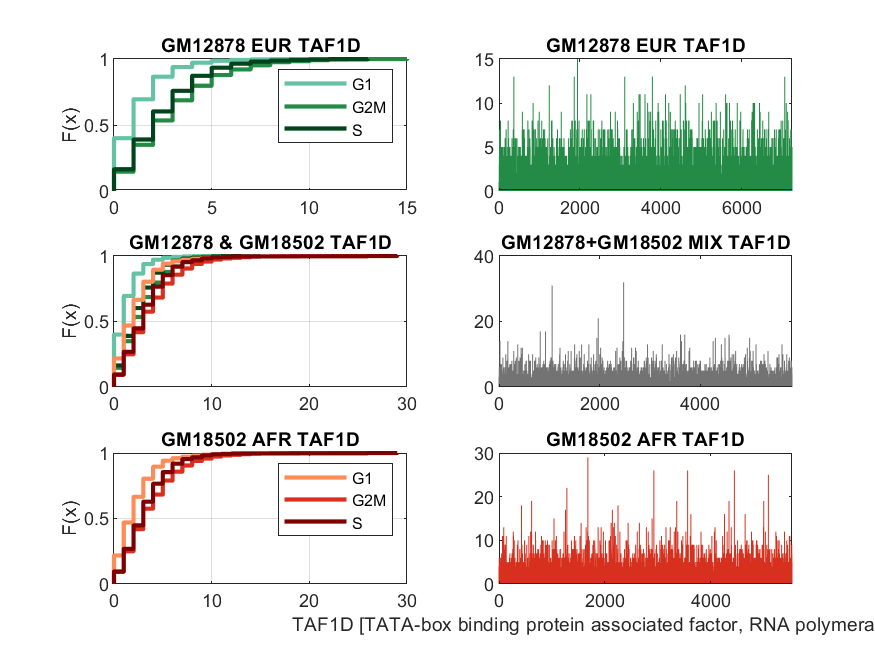 GM12878 EUR TAF1D
F(x)
1
0.5
0
0 5 10 15
G1
G2M
S
GM12878 EUR TAF1D
15
10
5
0
0 2000 4000 6000
GM12878 & GM18502 TAF1D
F(x)
1
0.5
0
0 10 20 30
GM12878+GM18502 MIX TAF1D
40
20
0
0 2000 4000
GM18502 AFR TAF1D
F(x)
1
0.5
0
0 10 20 30
G1
G2M
S
GM18502 AFR TAF1D
30
20
10
0
0 2000 4000
TAF1D [TATA-box binding protein associated factor, RNA polymera